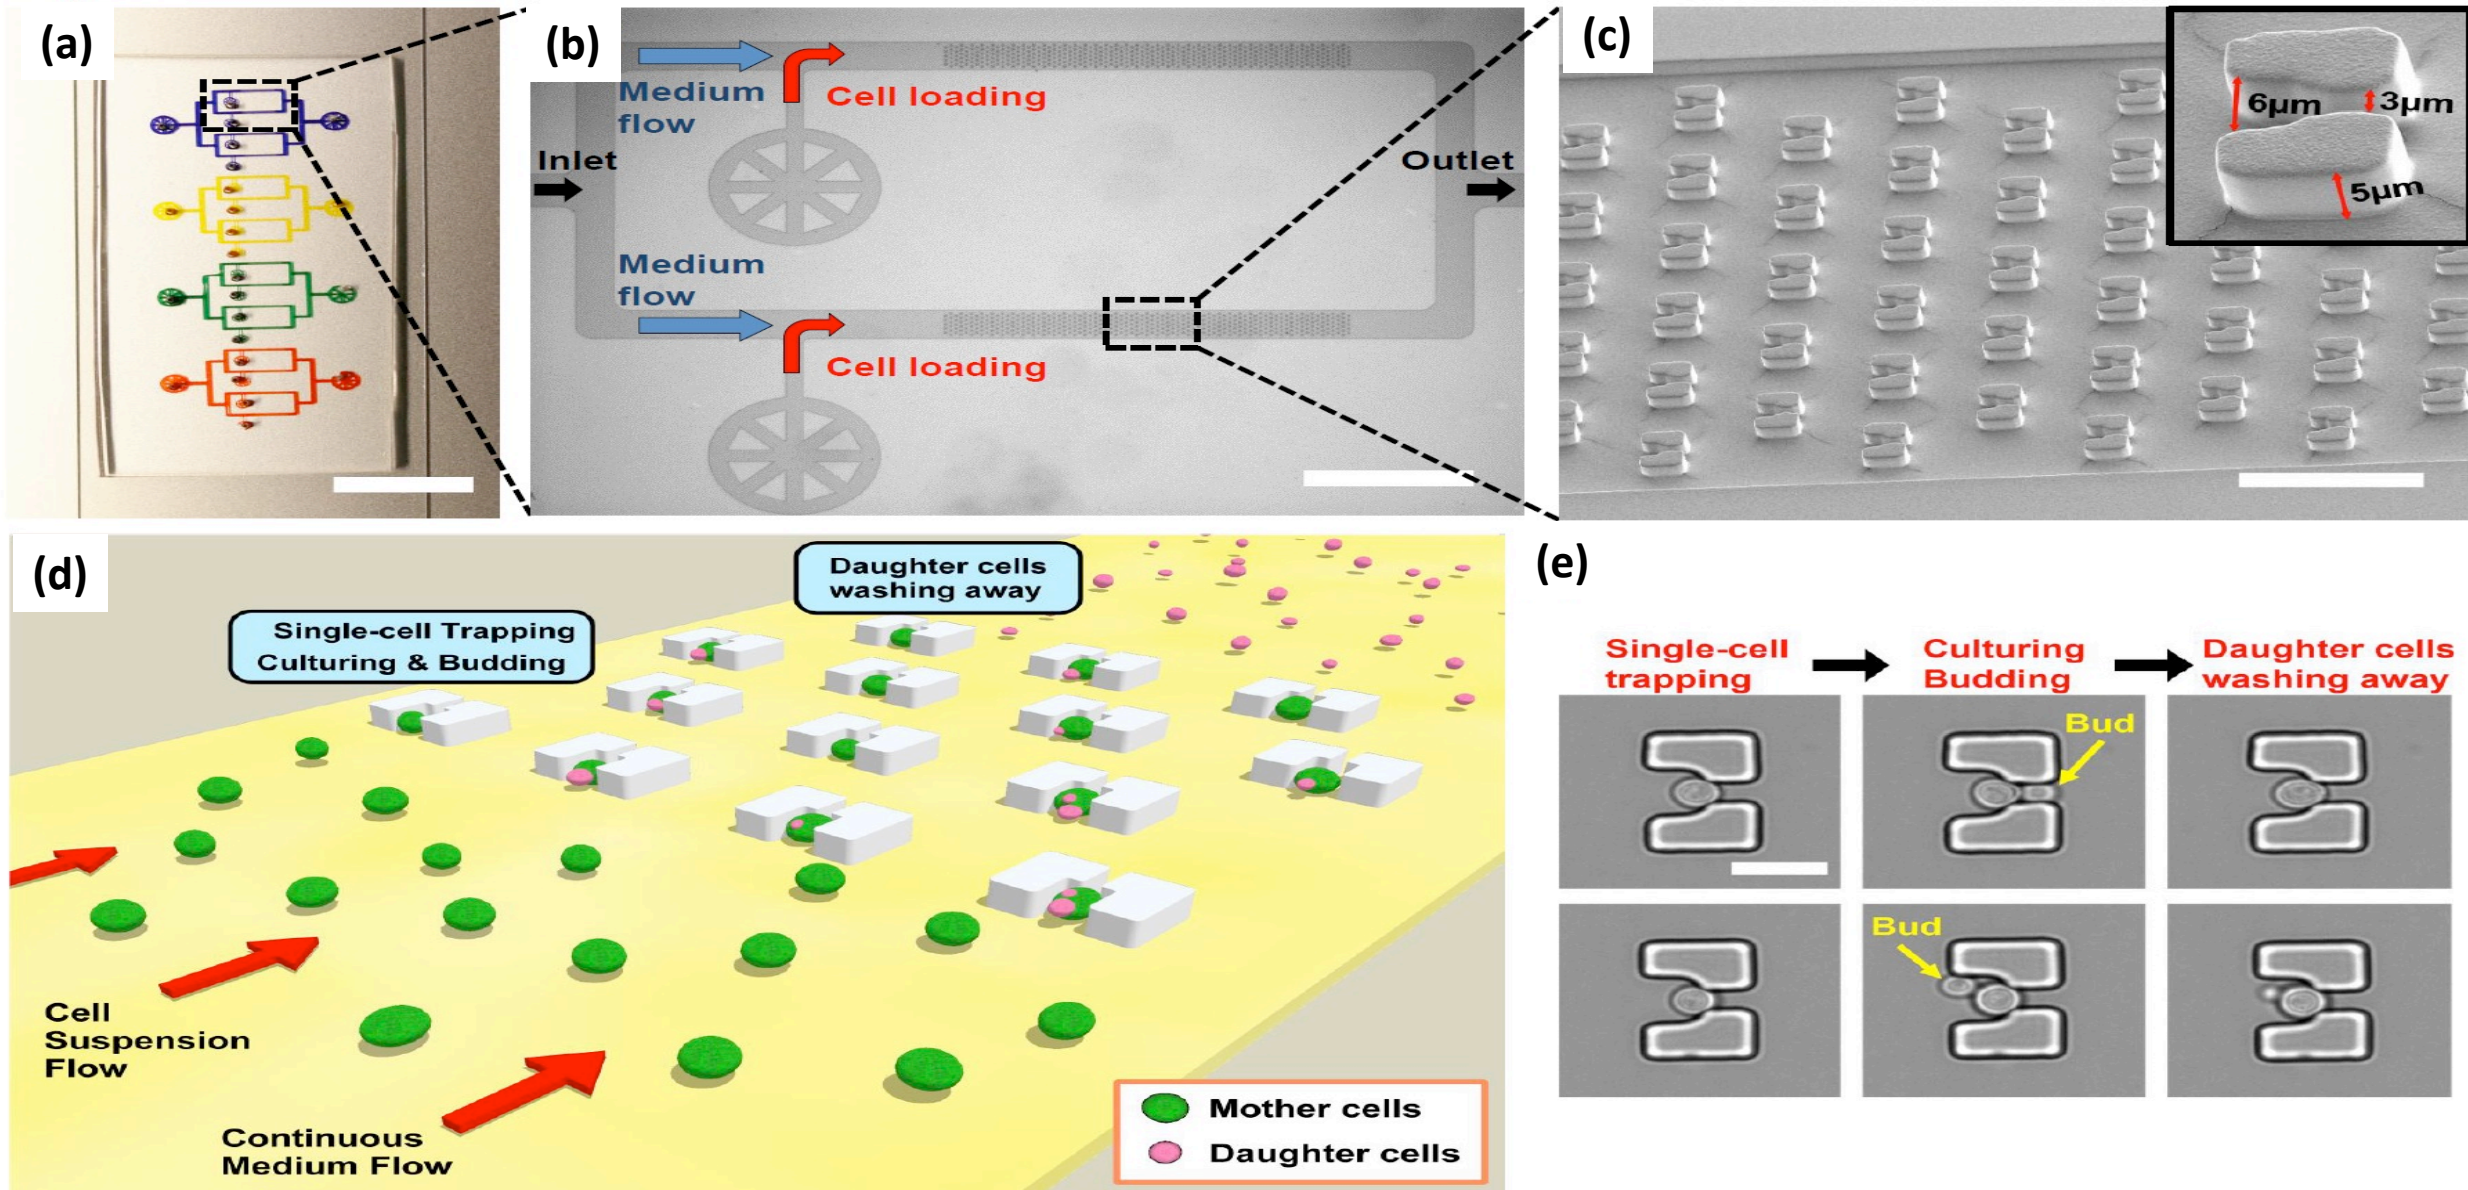 (a)
(b)
Medium
flow
Cell loading
Inlet
Outlet
Medium
flow
Cell loading
(c)
6µm
3µm
5µm
(d)
Single-cell Trapping
Culturing & Budding
Daughter cells
washing away
Cell
Suspension
Flow
Continuous
Medium Flow
Mother cells
Daughter cells
(e)
Single-cell
trapping
Culturing
Budding
Daughter cells
washing away
Bud
Bud